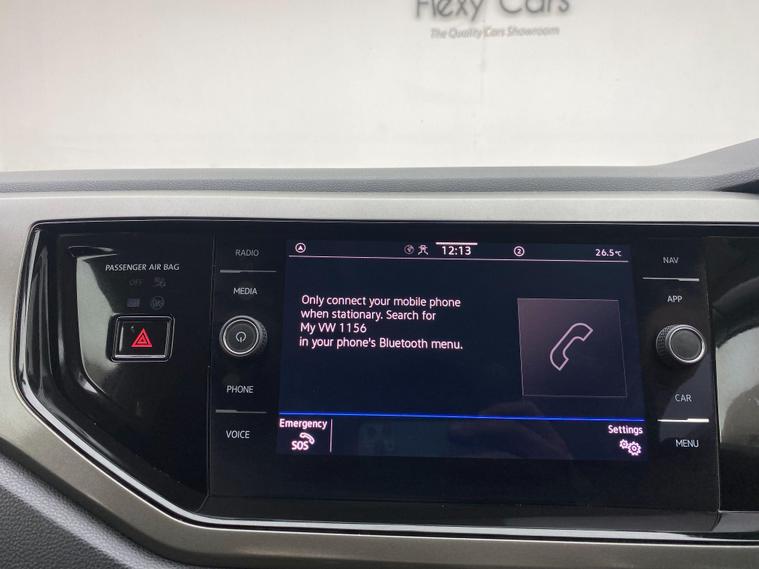 Flexy Cars
The Quality Cars Showroom
PASSENGER AIR BAG
OFF
RADIO
MEDIA
PHONE
VOICE
12:13
2
26.5°C
Only connect your mobile phone
when stationary. Search for
My VW 1156
in your phone's Bluetooth menu.
Emergency
SOS
Settings
NAV
APP
CAR
MENU